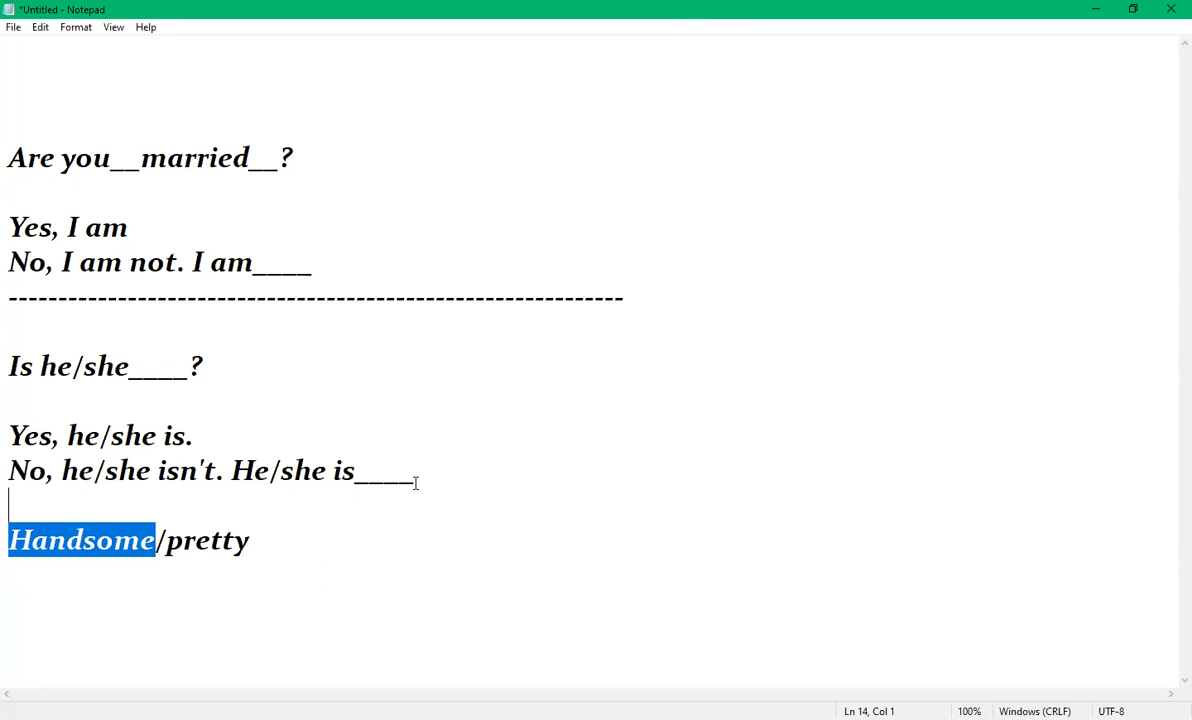 *Untitled - Notepad
File Edit Format View Help
Are you__married__?
Yes, I am
No, I am not. I am____
--------------------------------------------------------------
Is he/she____?
Yes, he/she is.
No, he/she isn't. He/she is____
Handsome/pretty
Ln 14, Col 1 100% Windows (CRLF) UTF-8